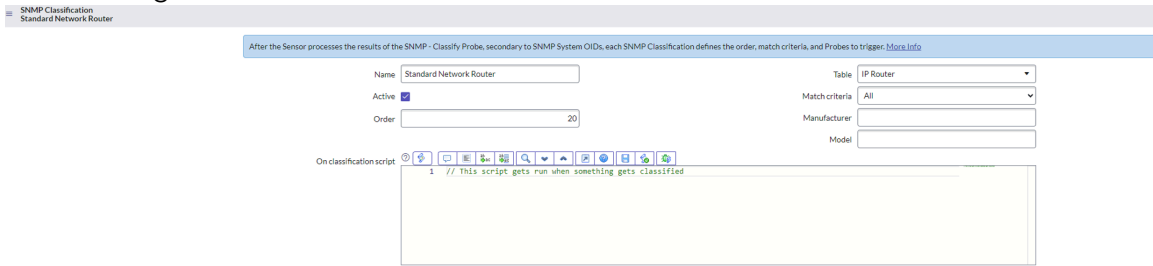 SNMP Classification
Standard Network Router
After the Sensor processes the results of the SNMP - Classify Probe, secondary to SNMP System OIDs, each SNMP Classification defines the order, match criteria, and Probes to trigger. More Info
Name Standard Network Router
Table IP Router
Active
Match criteria All
Order 20
Manufacturer
Model
On classification script
1 // This script gets run when something gets classified